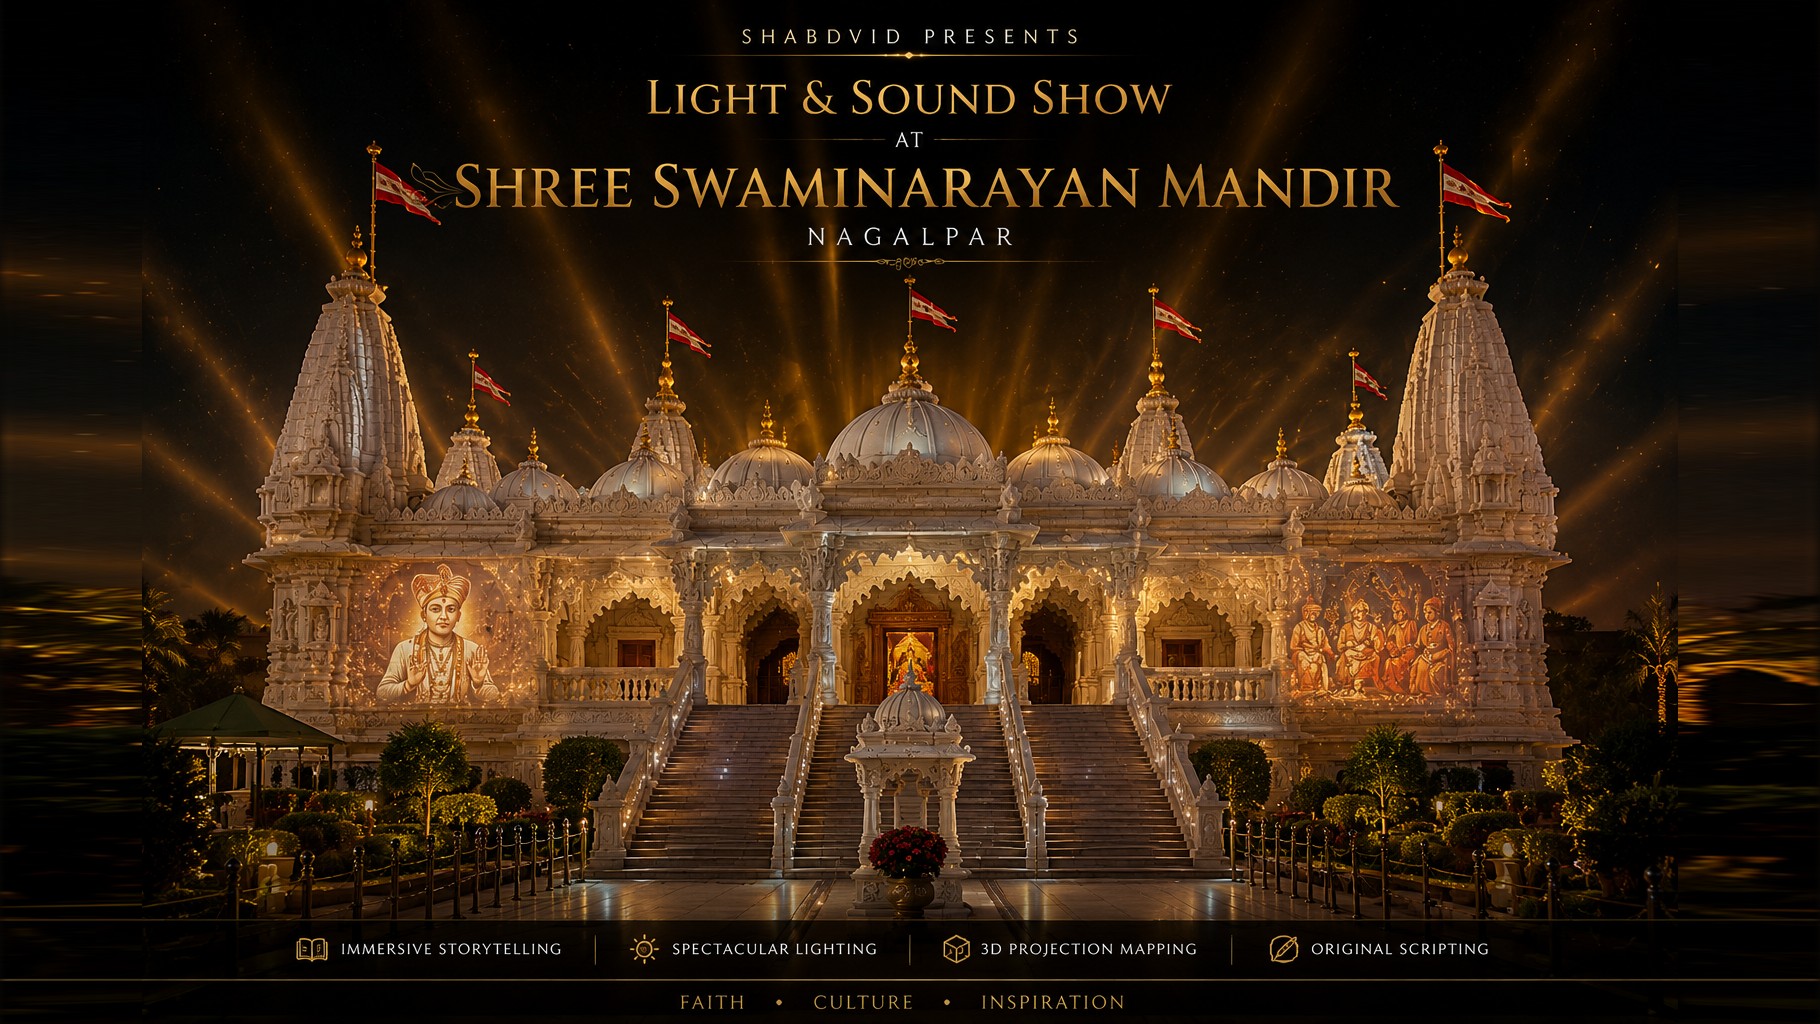 SHABDVID PRESENTS
LIGHT & SOUND SHOW
AT
SHREE SWAMINARAYAN MANDIR
NAGALPAR
IMMERSIVE STORYTELLING
SPECTACULAR LIGHTING
3D PROJECTION MAPPING
ORIGINAL SCRIPTING
FAITH • CULTURE • INSPIRATION